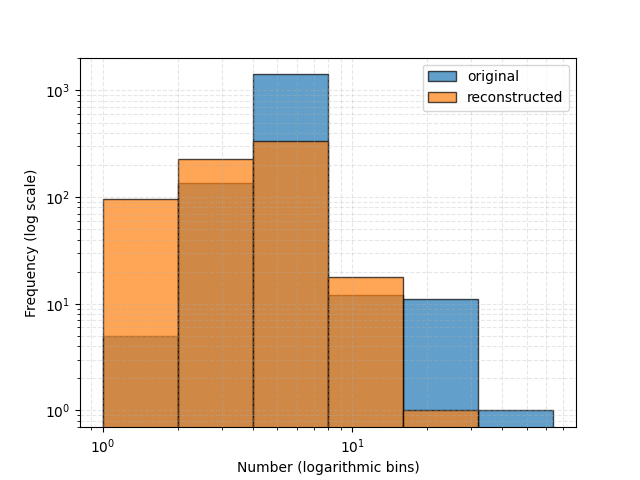 original
reconstructed
10³
10²
10¹
10⁰
Frequency (log scale)
10⁰
10¹
Number (logarithmic bins)